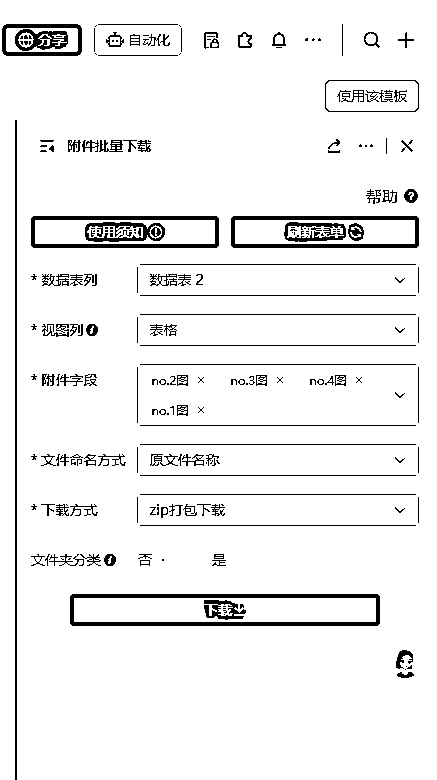 分享 自动化
使用该模板
附件批量下载
帮助
使用须知 刷新表单
* 数据表列 数据表 2
* 视图列 表格
* 附件字段 no.2图 × no.3图 × no.4图 ×
no.1图 ×
* 文件命名方式 原文件名称
* 下载方式 zip打包下载
文件夹分类 否 是
下载